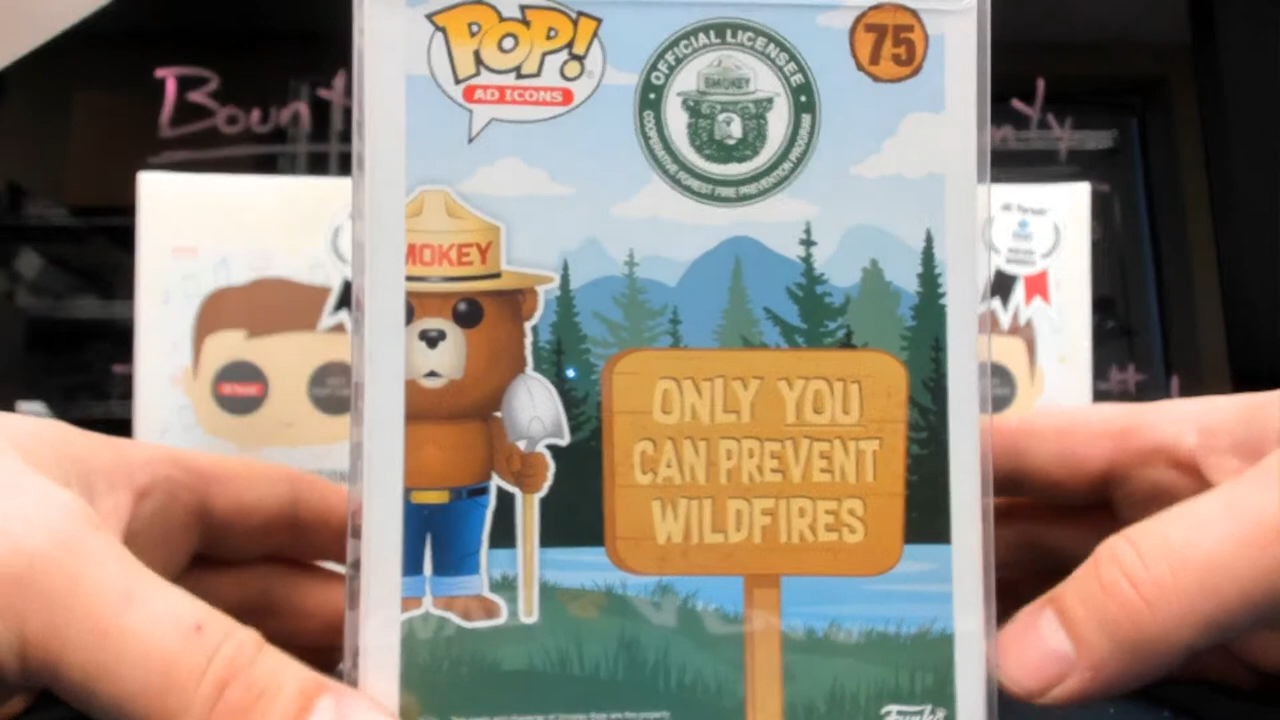 POP!
AD ICONS
OFFICIAL LICENSEE
SMOKEY
COOPERATIVE FOREST FIRE PREVENTION PROGRAM
75
Boun
MOKEY
ONLY YOU
CAN PREVENT
WILDFIRES
Funko